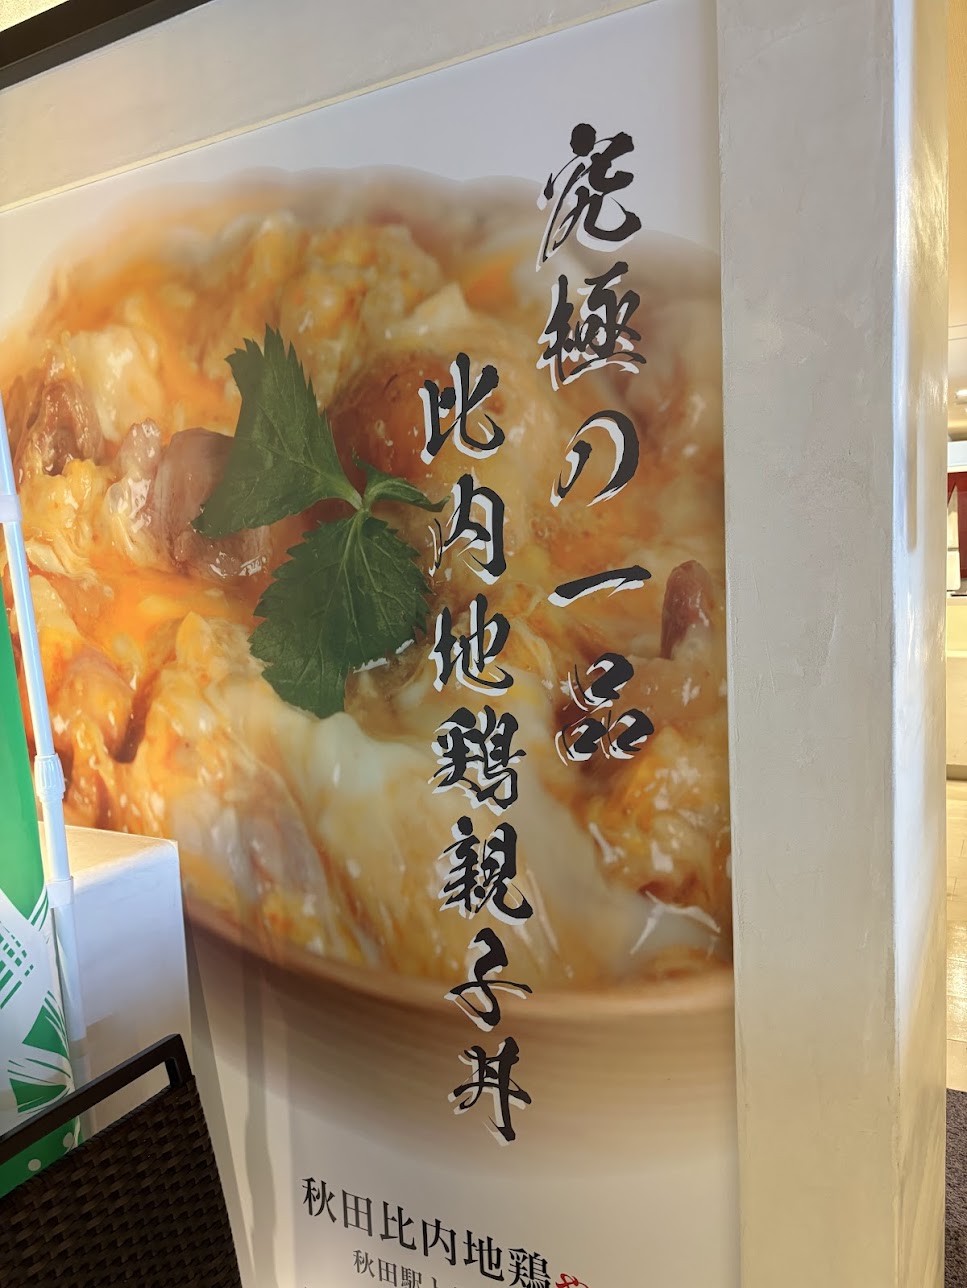 究極の一品
比内地鶏親子丼
秋田比内地鶏や
秋田駅